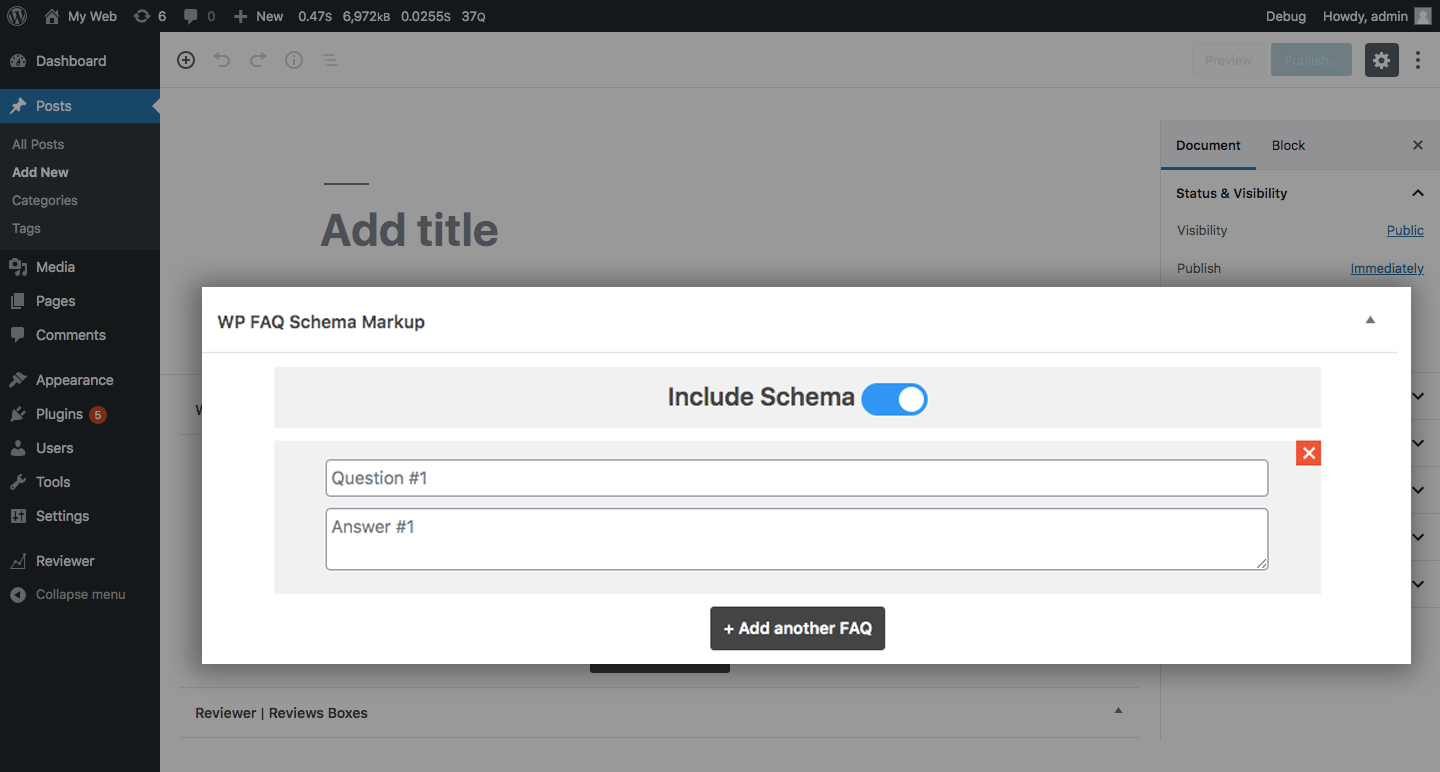 My Web 6 0 New 0.47S 6,972KB 0.0255S 37Q Debug Howdy, admin
Dashboard
Posts
All Posts
Add New
Categories
Tags
Media
Pages
Comments
Appearance
Plugins 5
Users
Tools
Settings
Reviewer
Collapse menu
Preview Publish...
Add title
Document Block
Status & Visibility
Visibility Public
Publish Immediately
WP FAQ Schema Markup
Include Schema
Question #1
Answer #1
+ Add another FAQ
Reviewer | Reviews Boxes